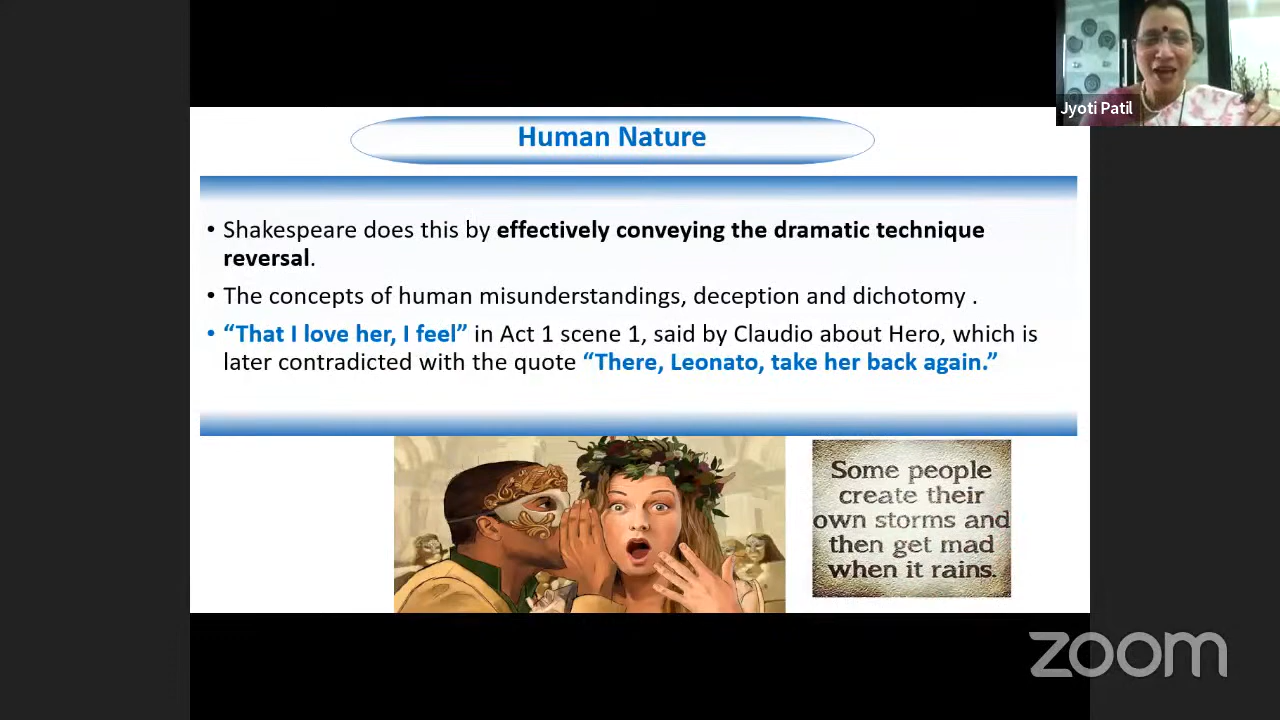 Jyoti Patil
Human Nature
• Shakespeare does this by effectively conveying the dramatic technique
reversal.
• The concepts of human misunderstandings, deception and dichotomy .
• “That I love her, I feel” in Act 1 scene 1, said by Claudio about Hero, which is
later contradicted with the quote “There, Leonato, take her back again.”
Some people
create their
own storms and
then get mad
when it rains.
zoom